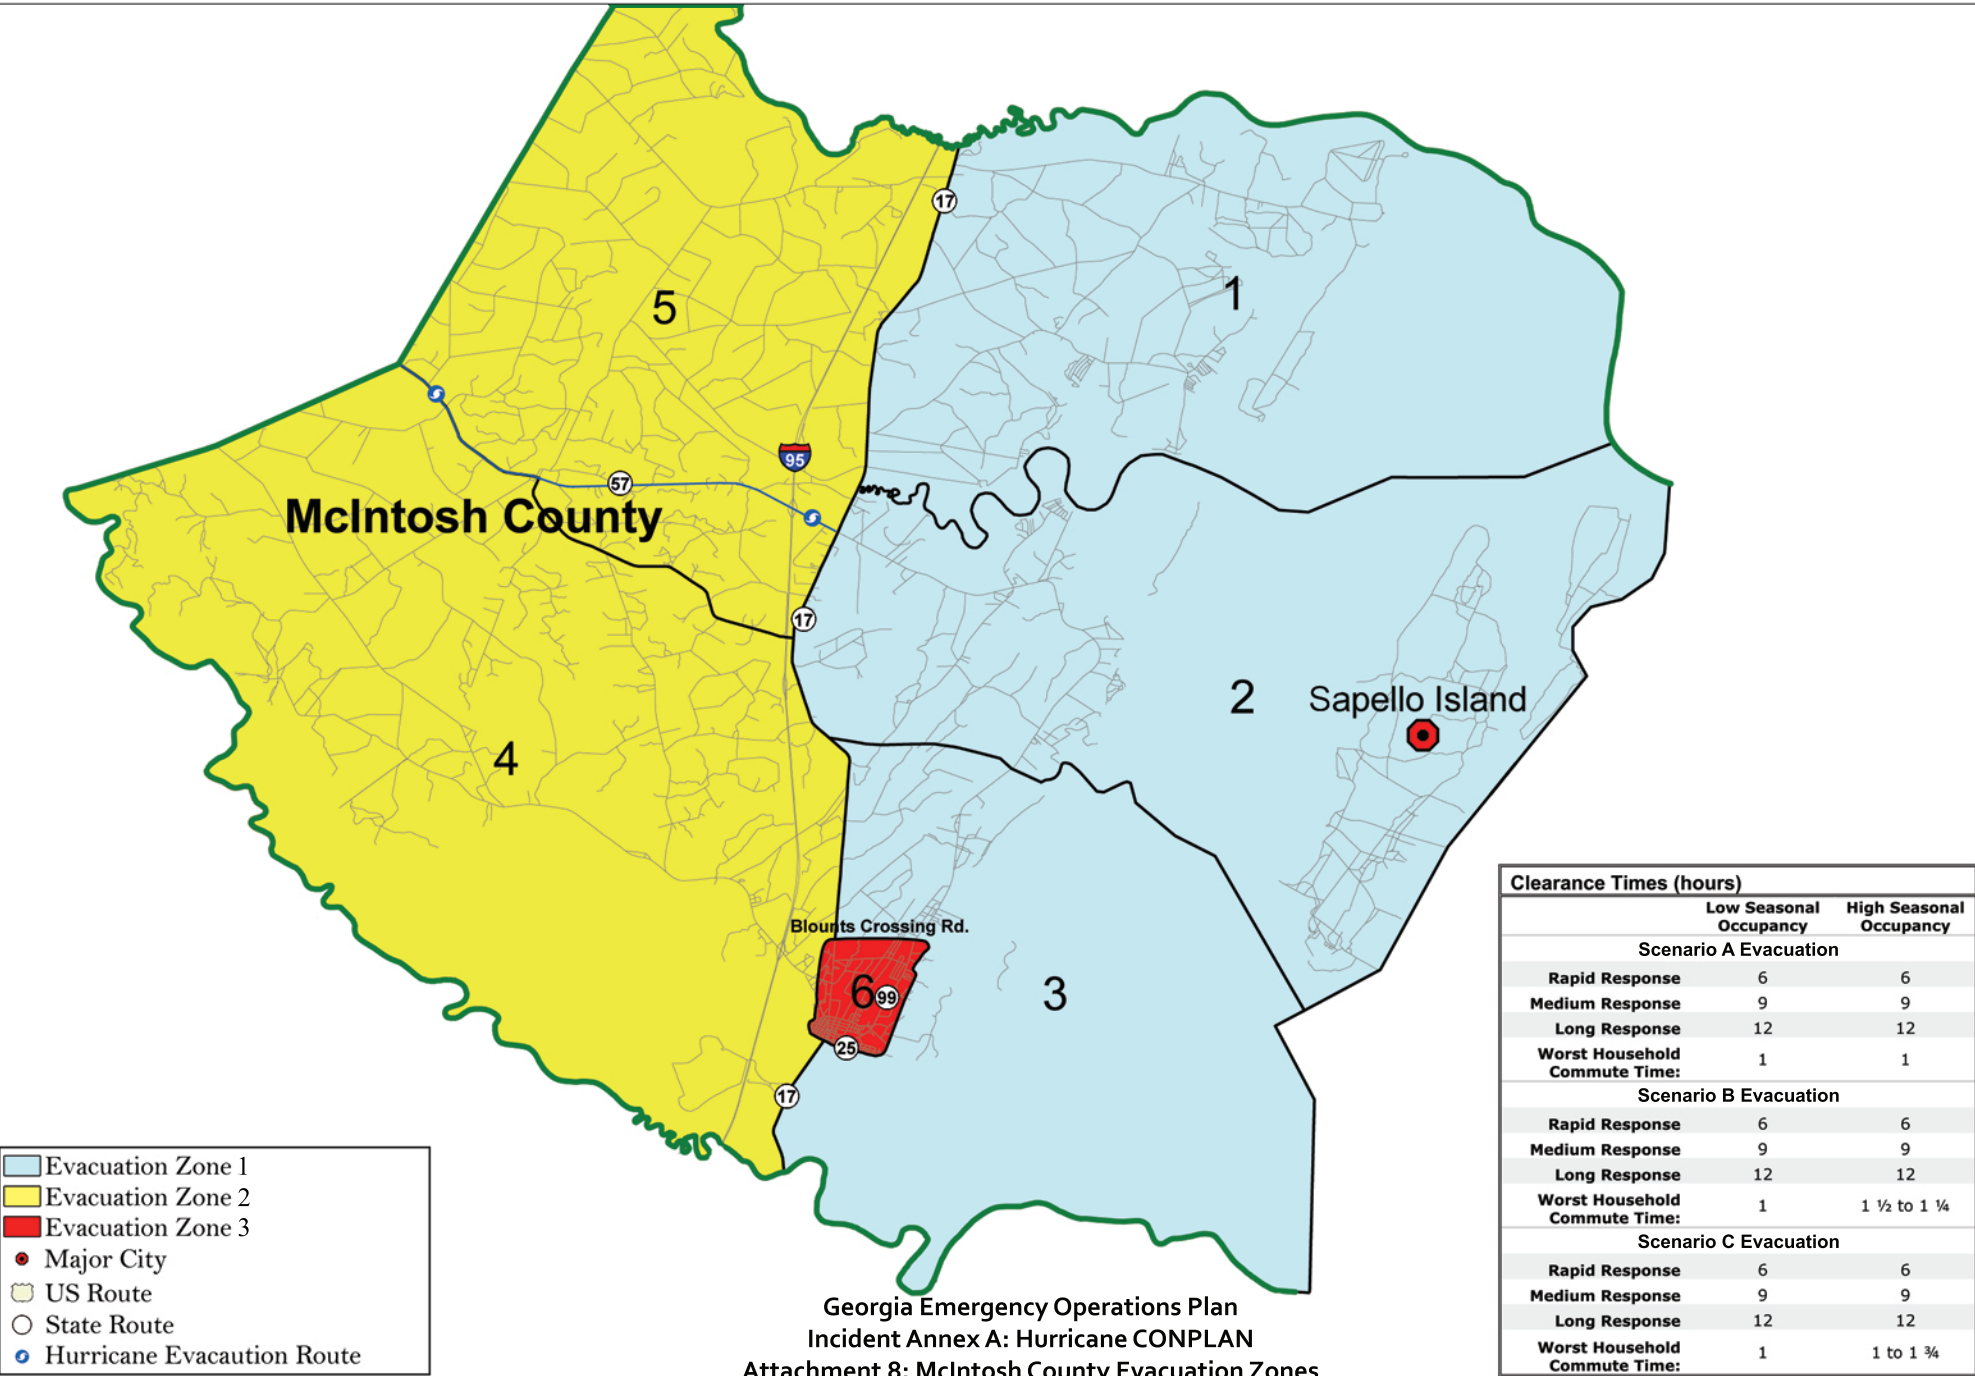 17
1
5
95
57
McIntosh County
17
2
Sapello Island
4
Blounts Crossing Rd.
6
99
3
25
17
Evacuation Zone 1
Evacuation Zone 2
Evacuation Zone 3
Major City
US Route
State Route
Hurricane Evacaution Route
Georgia Emergency Operations Plan
Incident Annex A: Hurricane CONPLAN
Attachment 8: McIntosh County Evacuation Zones
Clearance Times (hours)
Low Seasonal Occupancy High Seasonal Occupancy
Scenario A Evacuation
Rapid Response 6 6
Medium Response 9 9
Long Response 12 12
Worst Household Commute Time: 1 1
Scenario B Evacuation
Rapid Response 6 6
Medium Response 9 9
Long Response 12 12
Worst Household Commute Time: 1 1 ½ to 1 ¼
Scenario C Evacuation
Rapid Response 6 6
Medium Response 9 9
Long Response 12 12
Worst Household Commute Time: 1 1 to 1 ¾